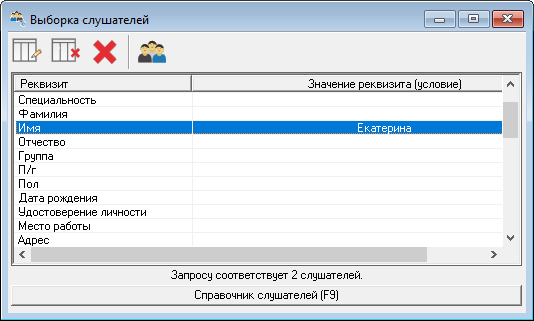 Выборка слушателей
Реквизит Значение реквизита (условие)
Специальность
Фамилия
Имя Екатерина
Отчество
Группа
П/г
Пол
Дата рождения
Удостоверение личности
Место работы
Адрес
Запросу соответствует 2 слушателей.
Справочник слушателей (F9)